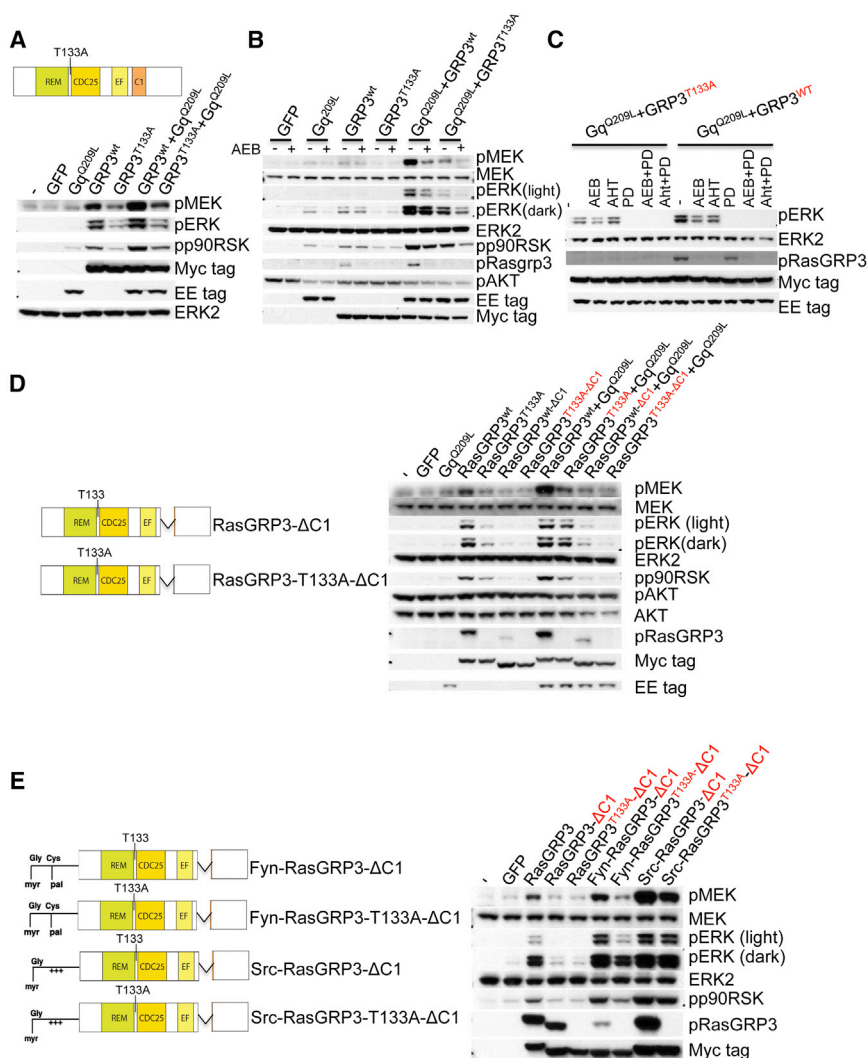 A
T133A
REM CDC25 EF C1
- GFP GqQ209L GRP3wt GRP3T133A GRP3wt+GqQ209L GRP3T133A+GqQ209L
pMEK
pERK
pp90RSK
Myc tag
EE tag
ERK2
B
GFP Gq209L GRP3wt GRP3T133A GqQ209L+GRP3wt GqQ209L+GRP3T133A
AEB - + - + - + - + - + - +
pMEK
MEK
pERK(light)
pERK(dark)
ERK2
pp90RSK
pRasgrp3
pAKT
EE tag
Myc tag
C
GqQ209L+GRP3T133A GqQ209L+GRP3WT
- AEB AHT PD AEB+PD Aht+PD - AEB AHT PD AEB+PD Aht+PD
pERK
ERK2
pRasGRP3
Myc tag
EE tag
D
T133
REM CDC25 EF
RasGRP3-ΔC1
T133A
REM CDC25 EF
RasGRP3-T133A-ΔC1
- GFP GqQ209L RasGRP3wt RasGRP3T133A RasGRP3wt-ΔC1 RasGRP3T133A-ΔC1 RasGRP3wt+GqQ209L RasGRP3T133A+GqQ209L RasGRP3wt-ΔC1+GqQ209L RasGRP3T133A-ΔC1+GqQ209L
pMEK
MEK
pERK (light)
pERK(dark)
ERK2
pp90RSK
pAKT
AKT
pRasGRP3
Myc tag
EE tag
E
T133
Gly Cys
REM CDC25 EF
myr pal
Fyn-RasGRP3-ΔC1
T133A
Gly Cys
REM CDC25 EF
myr pal
Fyn-RasGRP3-T133A-ΔC1
T133
Gly
+++
REM CDC25 EF
myr
Src-RasGRP3-ΔC1
T133A
Gly
+++
REM CDC25 EF
myr
Src-RasGRP3-T133A-ΔC1
- GFP RasGRP3 RasGRP3-ΔC1 RasGRP3T133A-ΔC1 Fyn-RasGRP3-ΔC1 Fyn-RasGRP3T133A-ΔC1 Src-RasGRP3-ΔC1 Src-RasGRP3T133A-ΔC1
pMEK
MEK
pERK (light)
pERK (dark)
ERK2
pp90RSK
pRasGRP3
Myc tag